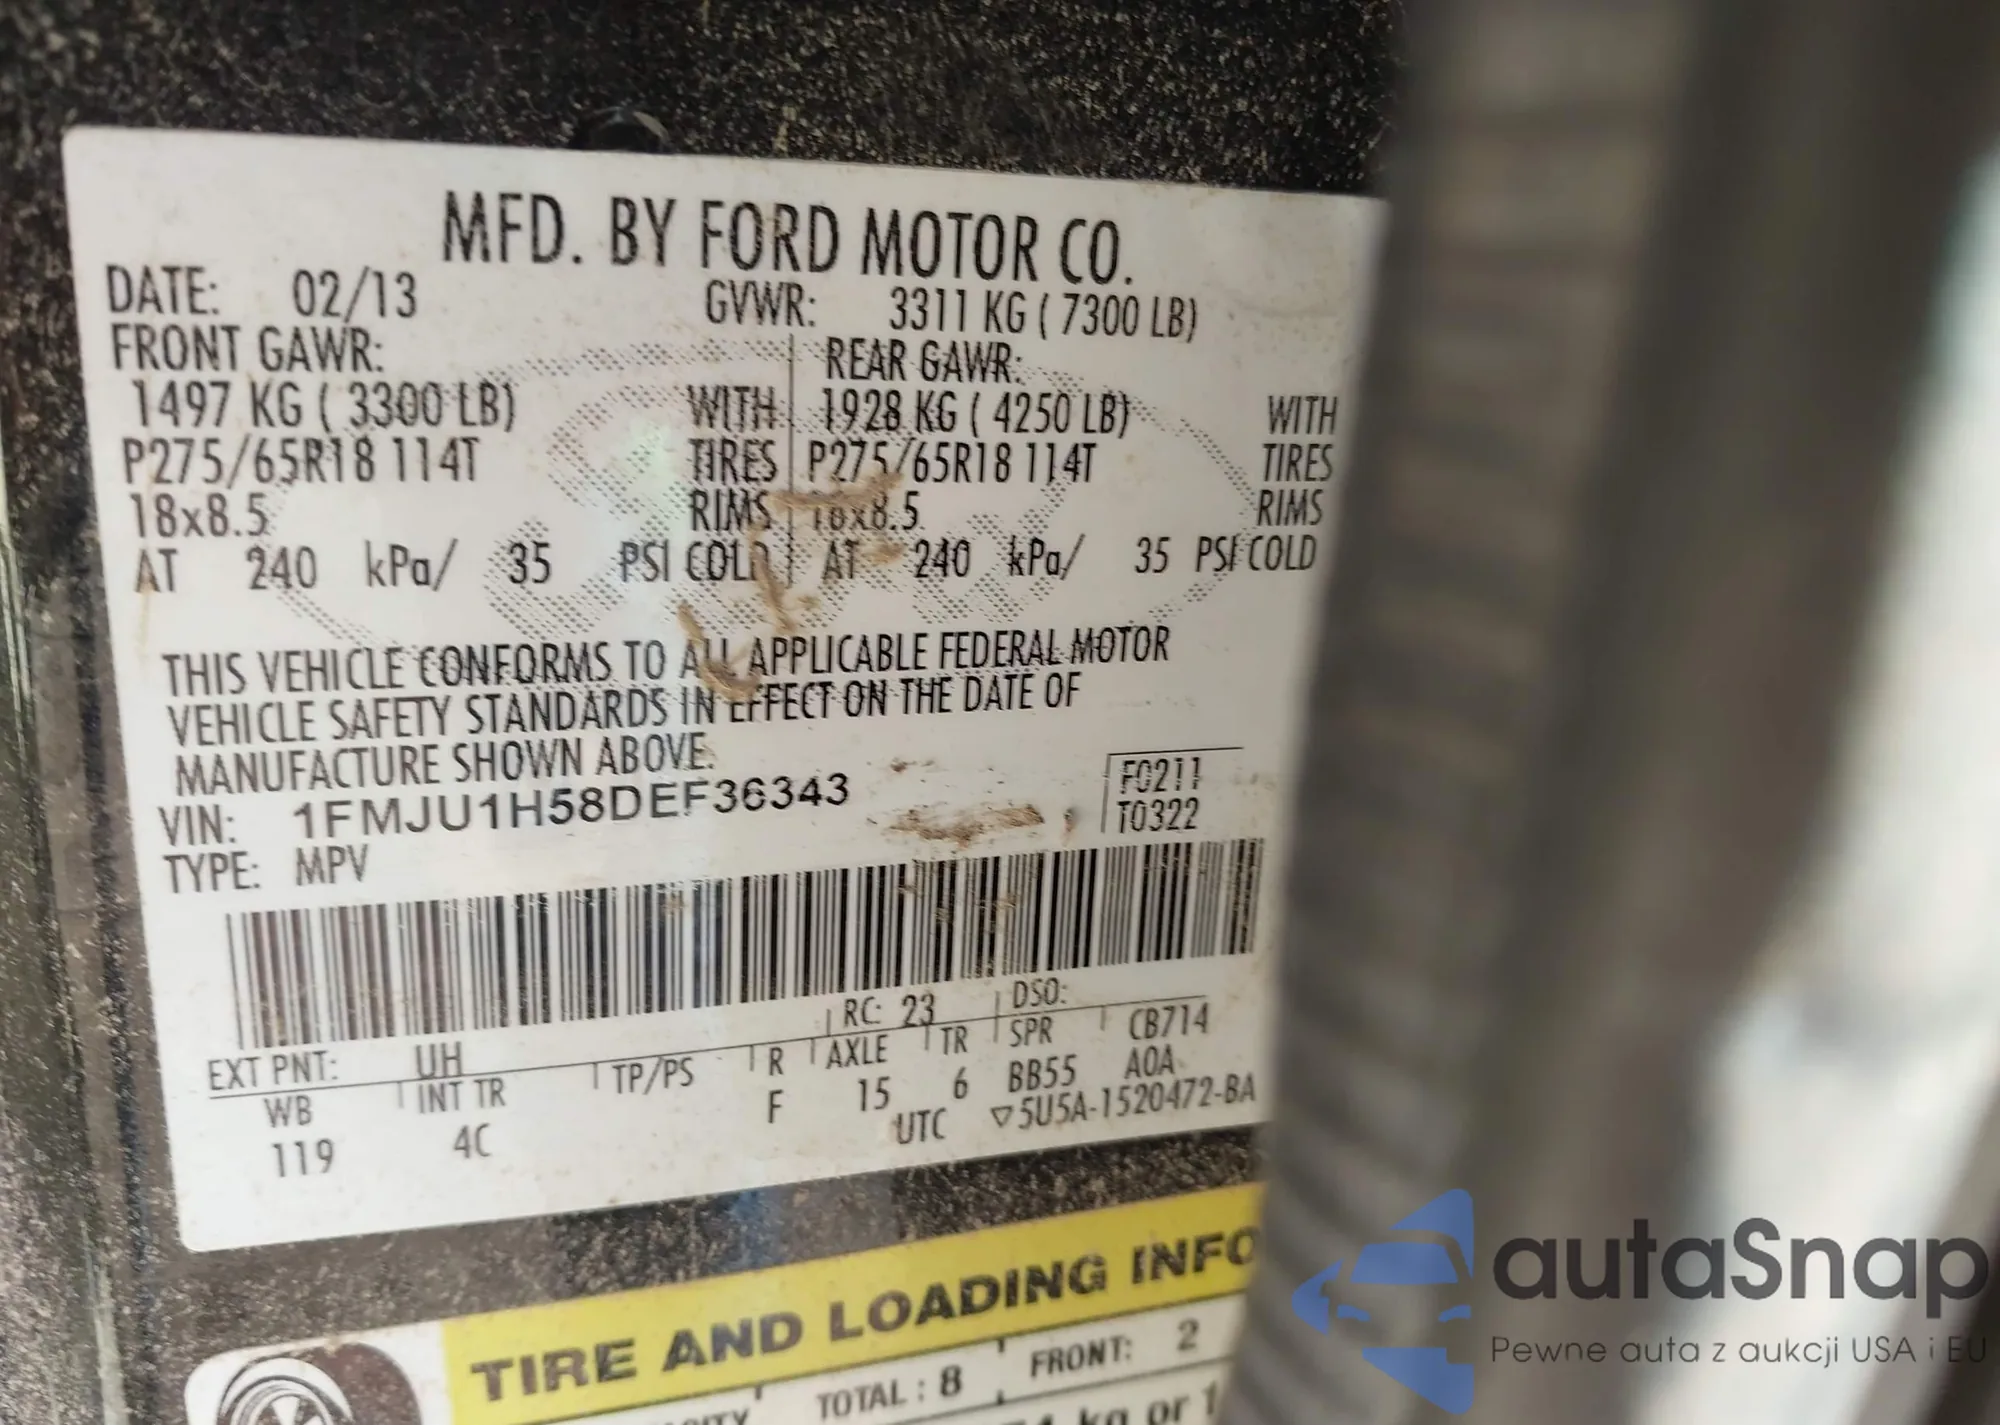 MFD. BY FORD MOTOR CO.
DATE: 02/13 GVWR: 3311 KG ( 7300 LB)
FRONT GAWR: REAR GAWR:
1497 KG ( 3300 LB) WITH 1928 KG ( 4250 LB) WITH
P275/65R18 114T TIRES P275/65R18 114T TIRES
18x8.5 RIMS 18x8.5 RIMS
AT 240 kPa/ 35 PSI COLD AT 240 kPa/ 35 PSI COLD
THIS VEHICLE CONFORMS TO ALL APPLICABLE FEDERAL MOTOR
VEHICLE SAFETY STANDARDS IN EFFECT ON THE DATE OF
MANUFACTURE SHOWN ABOVE.
VIN: 1FMJU1H58DEF36343
F0211
TYPE: MPV
T0322
RC: 23 DSO:
EXT PNT: UH
WB INT TR TP/PS R AXLE TR SPR CB714
119 4C F 15 6 BB55 A0A
UTC ▽5U5A-1520472-BA
TIRE AND LOADING INFO
TOTAL : 8 FRONT: 2
kg or 1
autaSnap
Pewne auta z aukcji USA i EU